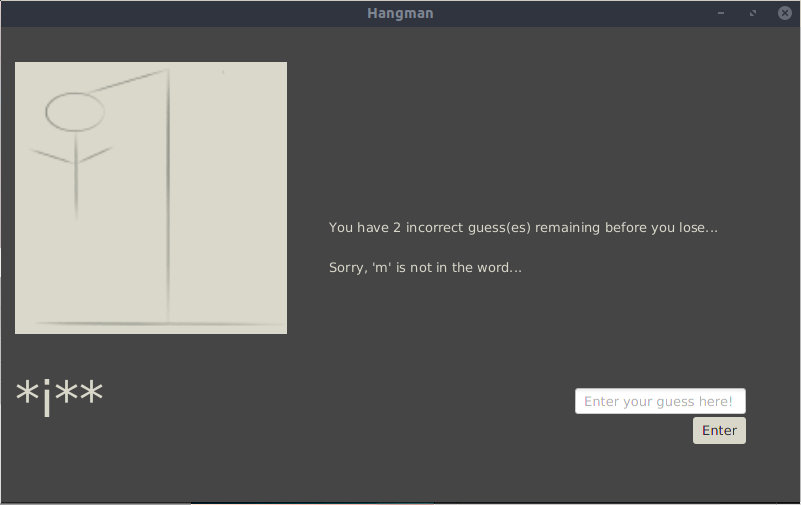 Hangman
You have 2 incorrect guess(es) remaining before you lose...
Sorry, 'm' is not in the word...
*i**
Enter your guess here!
Enter